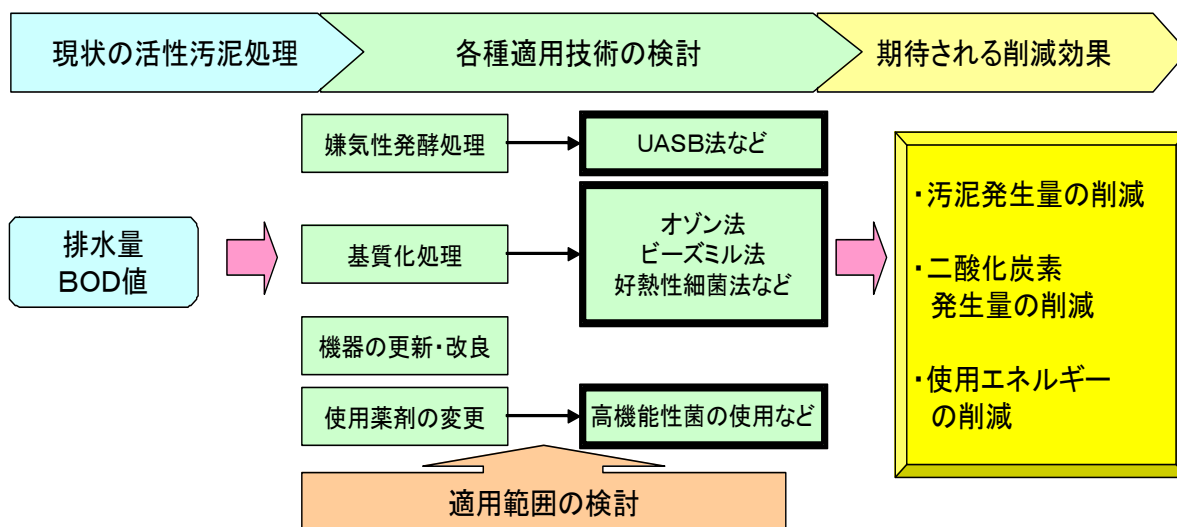 現状の活性汚泥処理
各種適用技術の検討
期待される削減効果
嫌気性発酵処理
UASB法など
排水量
BOD値
基質化処理
オゾン法
ビーズミル法
好熱性細菌法など
機器の更新・改良
使用薬剤の変更
高機能性菌の使用など
適用範囲の検討
・汚泥発生量の削減
・二酸化炭素
発生量の削減
・使用エネルギー
の削減